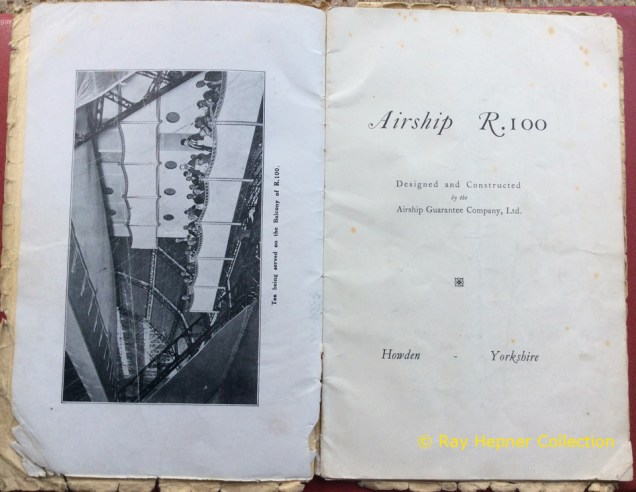 Tea being served on the Balcony of R.100.
Airship R.100
Designed and Constructed
by the
Airship Guarantee Company, Ltd.
Howden - Yorkshire
© Ray Hepner Collection